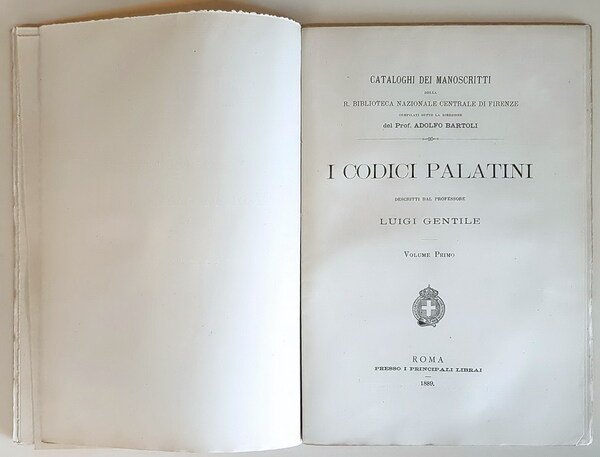 CATALOGHI DEI MANOSCRITTI
DELLA
R. BIBLIOTECA NAZIONALE CENTRALE DI FIRENZE
COMPILATI SOTTO LA DIREZIONE
del Prof. ADOLFO BARTOLI
I CODICI PALATINI
DESCRITTI DAL PROFESSORE
LUIGI GENTILE
VOLUME PRIMO
ROMA
PRESSO I PRINCIPALI LIBRAI
1889.